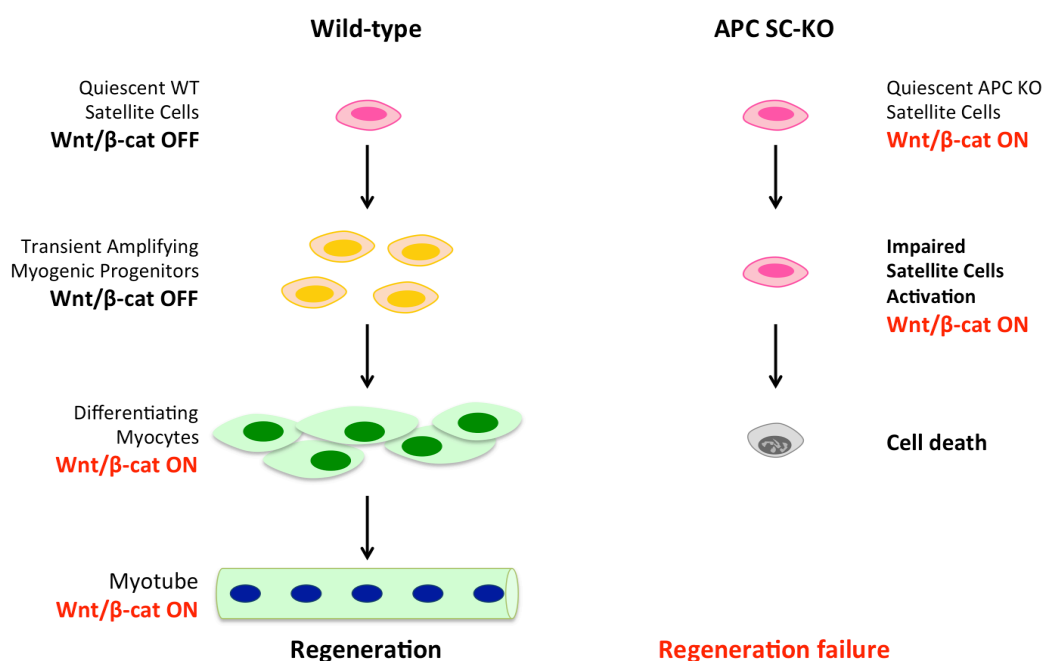 Wild-type
APC SC-KO
Quiescent WT
Satellite Cells
Wnt/β-cat OFF
Quiescent APC KO
Satellite Cells
Wnt/β-cat ON
Transient Amplifying
Myogenic Progenitors
Wnt/β-cat OFF
Impaired
Satellite Cells
Activation
Wnt/β-cat ON
Differentiating
Myocytes
Wnt/β-cat ON
Cell death
Myotube
Wnt/β-cat ON
Regeneration
Regeneration failure